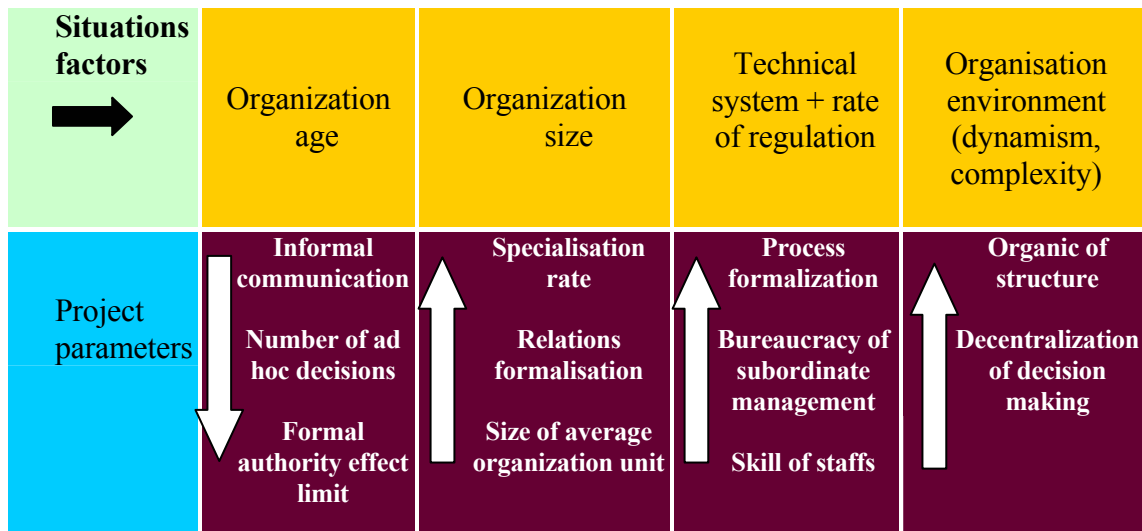 Situations
factors
Organization
age
Organization
size
Technical
system + rate
of regulation
Organisation
environment
(dynamism,
complexity)
Project
parameters
Informal
communication
Number of ad
hoc decisions
Formal
authority effect
limit
Specialisation
rate
Relations
formalisation
Size of average
organization unit
Process
formalization
Bureaucracy of
subordinate
management
Skill of staffs
Organic of
structure
Decentralization
of decision
making